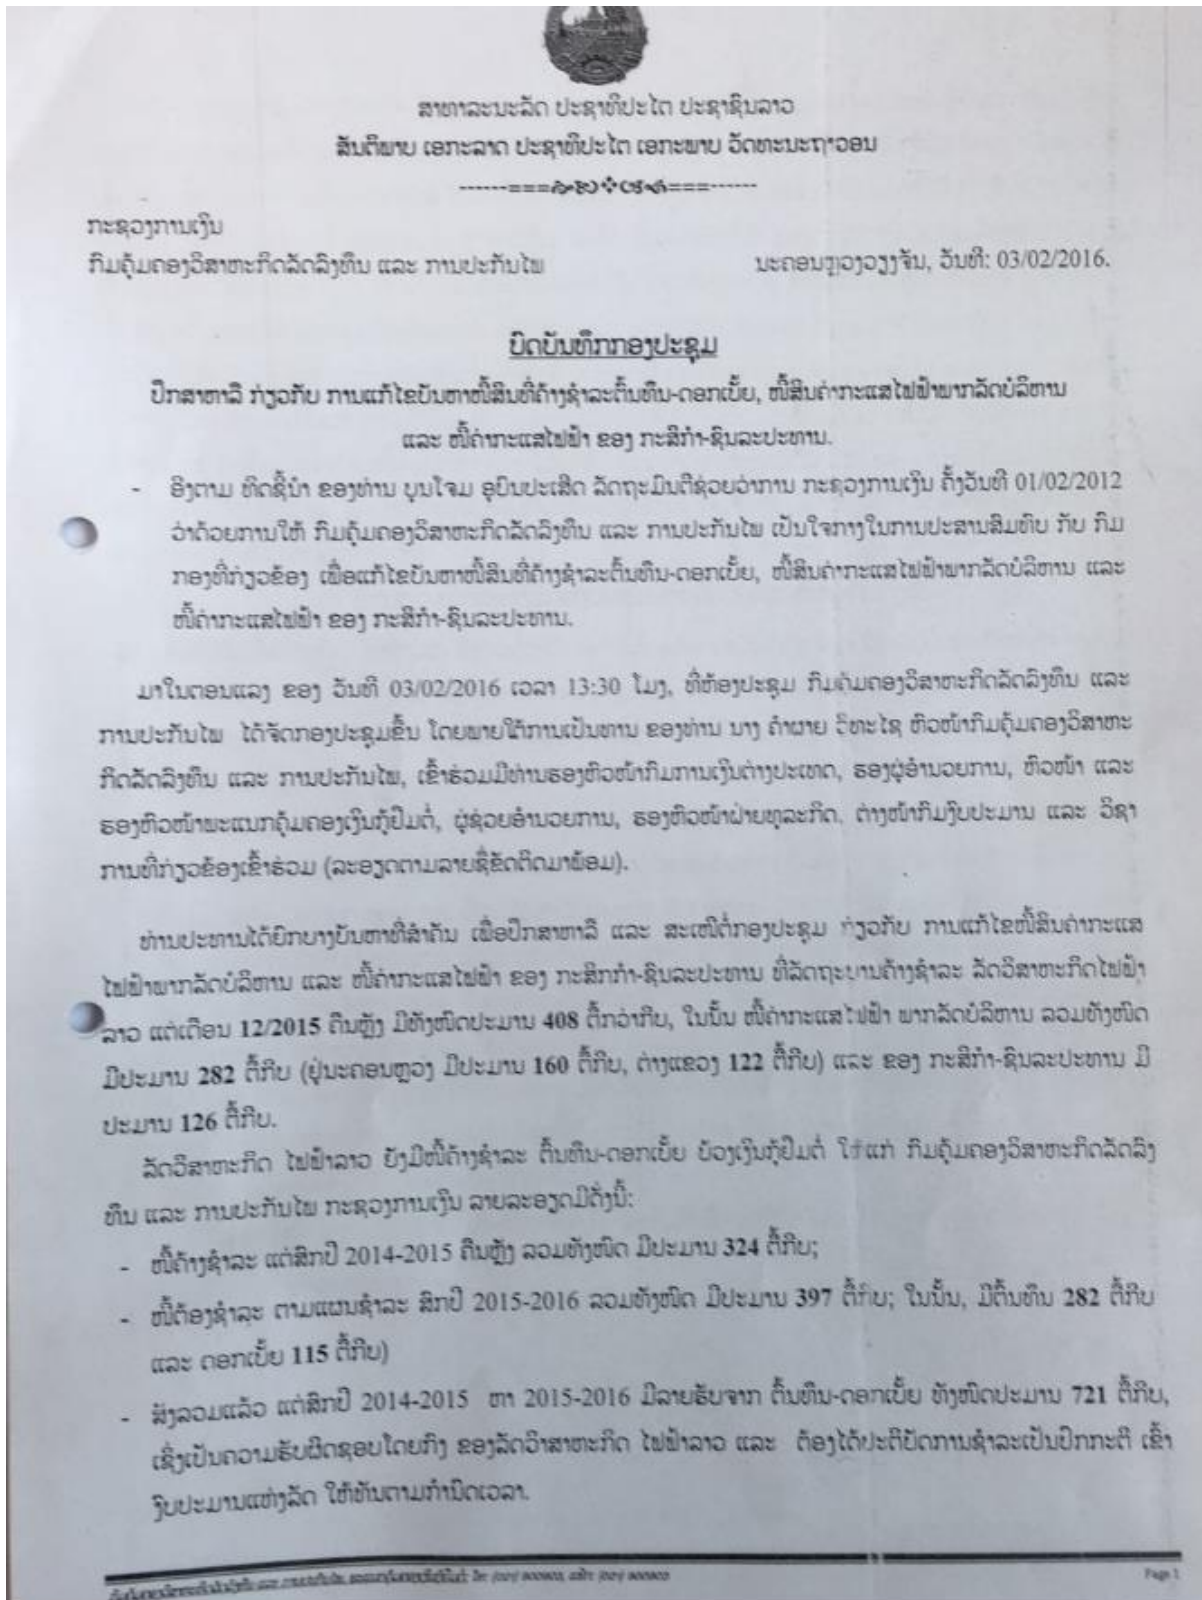 ສາທາລະນະລັດ ປະຊາທິປະໄຕ ປະຊາຊົນລາວ
ສັນຕິພາບ ເອກະລາດ ປະຊາທິປະໄຕ ເອກະພາບ ວັດທະນະຖາວອນ
ກະຊວງການເງິນ
ກົມຄຸ້ມຄອງວິສາຫະກິດລັດລົງທຶນ ແລະ ການປະກັນໄພ
ນະຄອນຫຼວງວຽງຈັນ, ວັນທີ: 03/02/2016.
ບົດບັນທຶກກອງປະຊຸມ
ປຶກສາຫາລື ກ່ຽວກັບ ການແກ້ໄຂບັນຫາໜີ້ສິນທີ່ຄ້າງຊຳລະຕົ້ນທຶນ-ດອກເບັ້ຍ, ໜີ້ສິນຄ່າກະແສໄຟຟ້າພາກລັດບໍລິຫານ
ແລະ ໜີ້ຄ່າກະແສໄຟຟ້າ ຂອງ ກະສິກຳ-ຊົນລະປະທານ.
- ອີງຕາມ ທິດຊີ້ນຳ ຂອງທ່ານ ບຸນໂຈມ ອຸບົນປະເສີດ ລັດຖະມົນຕີຊ່ວຍວ່າການ ກະຊວງການເງິນ ຄັ້ງວັນທີ 01/02/2012
ວ່າດ້ວຍການໃຫ້ ກົມຄຸ້ມຄອງວິສາຫະກິດລັດລົງທຶນ ແລະ ການປະກັນໄພ ເປັນໃຈກາງໃນການປະສານສົມທົບ ກັບ ກົມ
ກອງທີ່ກ່ຽວຂ້ອງ ເພື່ອແກ້ໄຂບັນຫາໜີ້ສິນທີ່ຄ້າງຊຳລະຕົ້ນທຶນ-ດອກເບັ້ຍ, ໜີ້ສິນຄ່າກະແສໄຟຟ້າພາກລັດບໍລິຫານ ແລະ
ໜີ້ຄ່າກະແສໄຟຟ້າ ຂອງ ກະສິກຳ-ຊົນລະປະທານ.
ມາໃນຕອນແລງ ຂອງ ວັນທີ 03/02/2016 ເວລາ 13:30 ໂມງ, ທີ່ຫ້ອງປະຊຸມ ກົມຄຸ້ມຄອງວິສາຫະກິດລັດລົງທຶນ ແລະ
ການປະກັນໄພ ໄດ້ຈັດກອງປະຊຸມຂຶ້ນ ໂດຍພາຍໃຕ້ການເປັນທານ ຂອງທ່ານ ນາງ ຄຳຜາຍ ວິທະໄຊ ຫົວໜ້າກົມຄຸ້ມຄອງວິສາຫະ
ກິດລັດລົງທຶນ ແລະ ການປະກັນໄພ, ເຂົ້າຮ່ວມມີທ່ານຮອງຫົວໜ້າກົມການເງິນຕ່າງປະເທດ, ຮອງຜູ້ອຳນວຍການ, ຫົວໜ້າ ແລະ
ຮອງຫົວໜ້າພະແນກຄຸ້ມຄອງເງິນກູ້ຢືມຕໍ່, ຜູ້ຊ່ວຍອຳນວຍການ, ຮອງຫົວໜ້າຝ່າຍທຸລະກິດ, ຕ່າງໜ້າກົມງົບປະມານ ແລະ ວິຊາ
ການທີ່ກ່ຽວຂ້ອງເຂົ້າຮ່ວມ (ລະອຽດຕາມລາຍຊື່ຂັດຕິດມາພ້ອມ).
ທ່ານປະທານໄດ້ຍົກບາງບັນຫາທີ່ສຳຄັນ ເພື່ອປຶກສາຫາລື ແລະ ສະເໜີຕໍ່ກອງປະຊຸມ ກ່ຽວກັບ ການແກ້ໄຂໜີ້ສິນຄ່າກະແສ
ໄຟຟ້າພາກລັດບໍລິຫານ ແລະ ໜີ້ຄ່າກະແສໄຟຟ້າ ຂອງ ກະສິກກຳ-ຊົນລະປະທານ ທີ່ລັດຖະບານຄ້າງຊຳລະ ລັດວິສາຫະກິດໄຟຟ້າ
ລາວ ແຕ່ເດືອນ 12/2015 ຄືນຫຼັງ ມີທັງໝົດປະມານ 408 ຕື້ກວ່າກີບ, ໃນນັ້ນ ໜີ້ຄ່າກະແສໄຟຟ້າ ພາກລັດບໍລິຫານ ລວມທັງໝົດ
ມີປະມານ 282 ຕື້ກີບ (ຢູ່ນະຄອນຫຼວງ ມີປະມານ 160 ຕື້ກີບ, ຕ່າງແຂວງ 122 ຕື້ກີບ) ແລະ ຂອງ ກະສິກຳ-ຊົນລະປະທານ ມີ
ປະມານ 126 ຕື້ກີບ.
ລັດວິສາຫະກິດ ໄຟຟ້າລາວ ຍັງມີໜີ້ຄ້າງຊຳລະ ຕົ້ນທຶນ-ດອກເບັ້ຍ ຍ້ອງເງິນກູ້ຢືມຕໍ່ ໃຫ້ແກ່ ກົມຄຸ້ມຄອງວິສາຫະກິດລັດລົງ
ທຶນ ແລະ ການປະກັນໄພ ກະຊວງການເງິນ ລາຍລະອຽດມີດັ່ງນີ້:
- ໜີ້ຄ້າງຊຳລະ ແຕ່ສົກປີ 2014-2015 ຄືນຫຼັງ ລວມທັງໝົດ ມີປະມານ 324 ຕື້ກີບ;
- ໜີ້ຕ້ອງຊຳລະ ຕາມແຜນຊຳລະ ສົກປີ 2015-2016 ລວມທັງໝົດ ມີປະມານ 397 ຕື້ກີບ; ໃນນັ້ນ, ມີຕົ້ນທຶນ 282 ຕື້ກີບ
ແລະ ດອກເບັ້ຍ 115 ຕື້ກີບ)
- ສັງລວມແລ້ວ ແຕ່ສົກປີ 2014-2015 ຫາ 2015-2016 ມີລາຍຮັບຈາກ ຕົ້ນທຶນ-ດອກເບັ້ຍ ທັງໝົດປະມານ 721 ຕື້ກີບ,
ເຊິ່ງເປັນຄວາມຮັບຜິດຊອບໂດຍກົງ ຂອງລັດວິາສາຫະກິດ ໄຟຟ້າລາວ ແລະ ຕ້ອງໄດ້ປະຕິບັດການຊຳລະເປັນປົກກະຕິ ເຂົ້າ
ງົບປະມານແຫ່ງລັດ ໃຫ້ທັນຕາມກຳນົດເວລາ.
Page 1